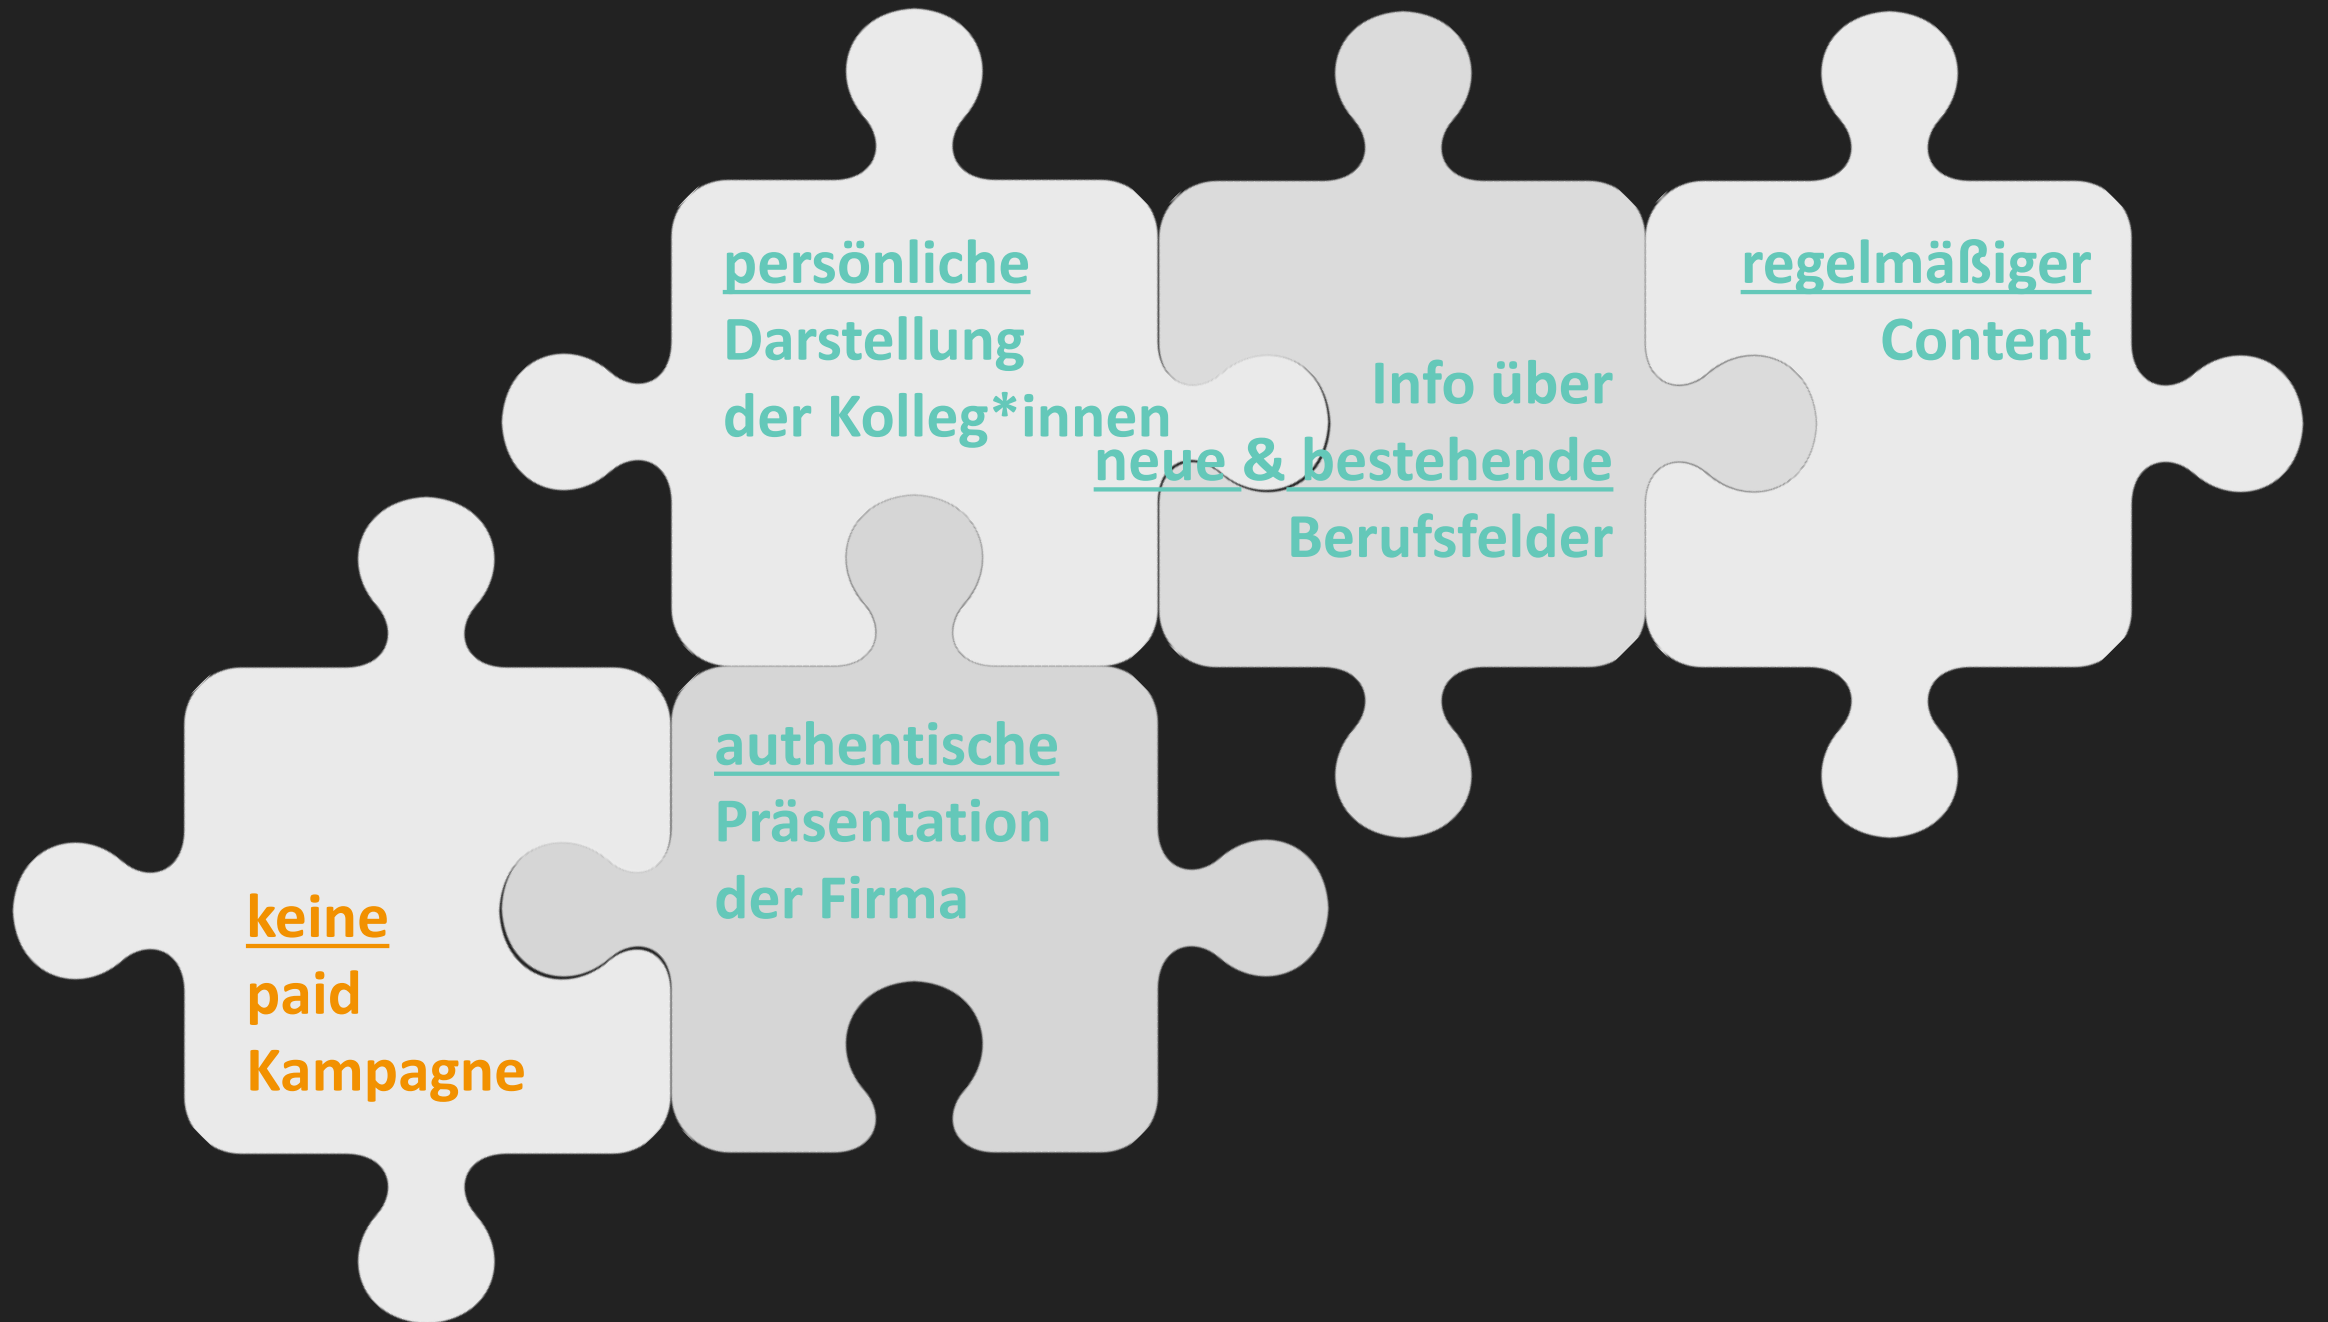 persönliche
Darstellung
der Kolleg*innen
Info über
neue & bestehende
Berufsfelder
regelmäßiger
Content
keine
paid
Kampagne
authentische
Präsentation
der Firma